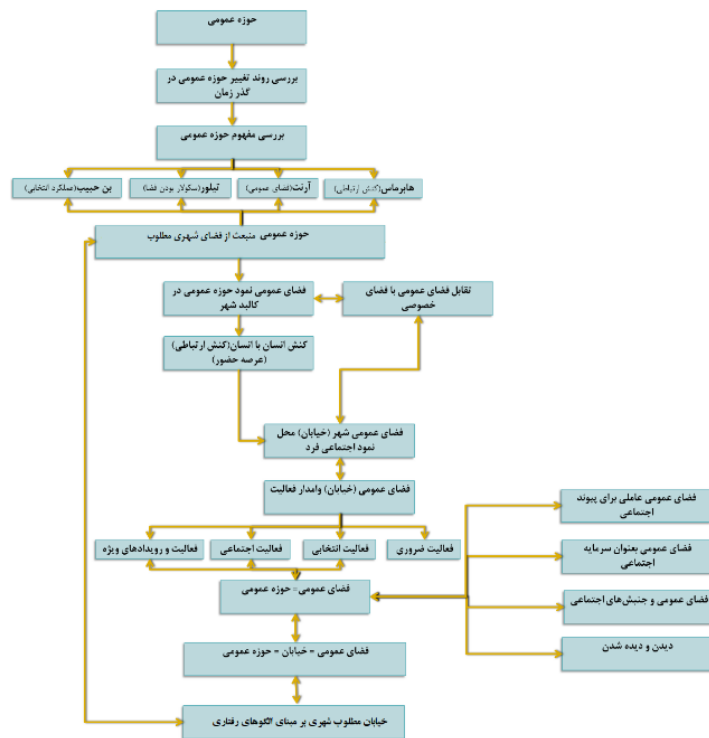 حوزه عمومی
بررسی روند تغییر حوزه عمومی در
گذر زمان
بررسی مفهوم حوزه عمومی
هابرماس(کنش ارتباطی)
آرنت(فضای عمومی)
تیلور(سکولار بودن فضا)
بن حبیب(عملکرد انتخابی)
حوزه عمومی منبعث از فضای شهری مطلوب
فضای عمومی نمود حوزه عمومی در
کالبد شهر
تقابل فضای عمومی با فضای
خصوصی
کنش انسان با انسان(کنش ارتباطی)
(عرصه حضور)
فضای عمومی شهر (خیابان) محل
نمود اجتماعی فرد
فضای عمومی (خیابان) وامدار فعالیت
فعالیت ضروری
فعالیت انتخابی
فعالیت اجتماعی
فعالیت و رویدادهای ویژه
فضای عمومی عاملی برای پیوند
اجتماعی
فضای عمومی بعنوان سرمایه
اجتماعی
فضای عمومی و جنبش‌های اجتماعی
دیدن و دیده شدن
فضای عمومی= حوزه عمومی
فضای عمومی = خیابان = حوزه عمومی
خیابان مطلوب شهری بر مبنای الگوهای رفتاری